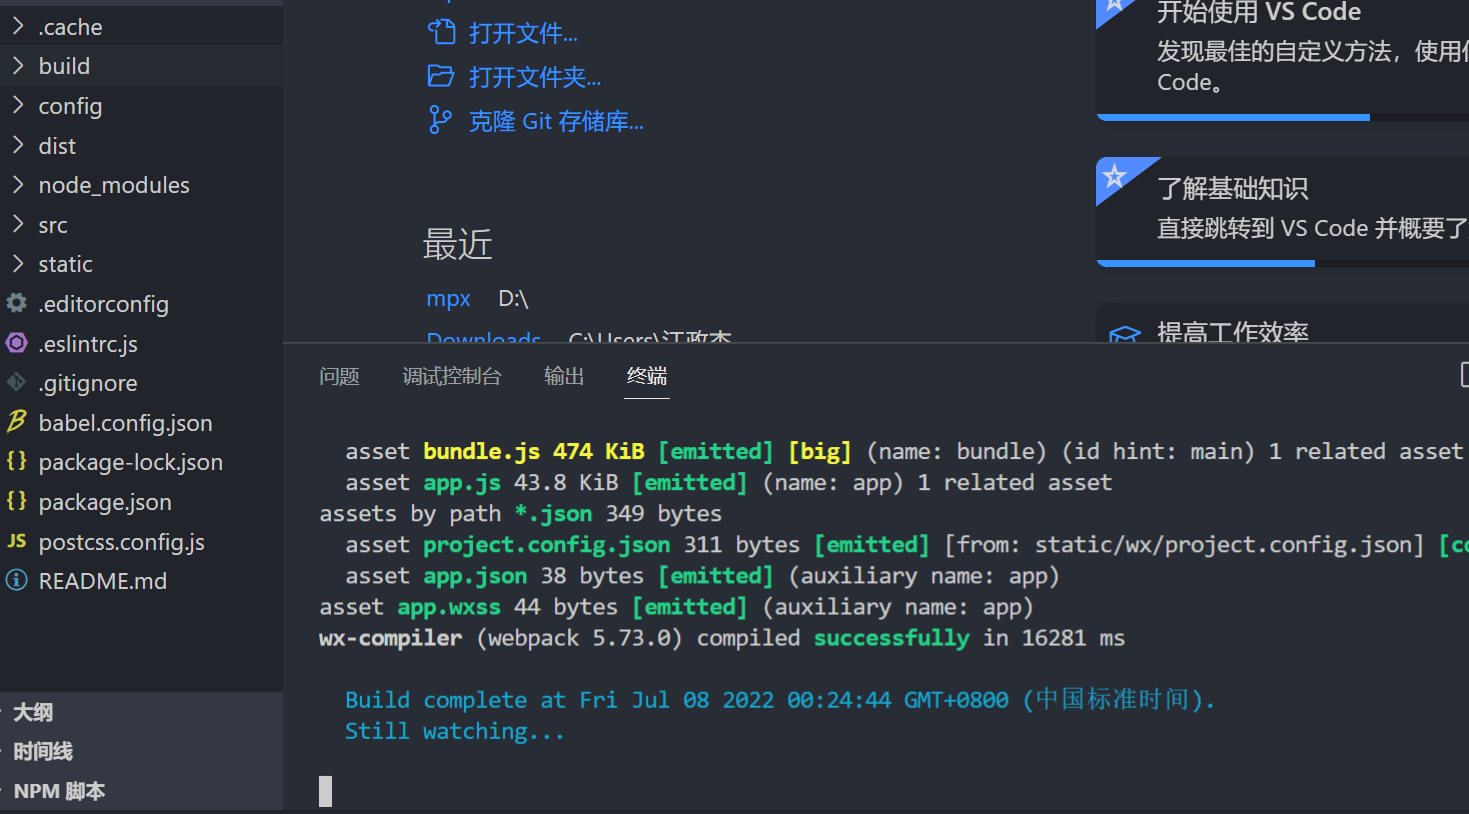 .cache
build
config
dist
node_modules
src
static
.editorconfig
.eslintrc.js
.gitignore
babel.config.json
package-lock.json
package.json
postcss.config.js
README.md
大纲
时间线
NPM 脚本
打开文件...
打开文件夹...
克隆 Git 存储库...
最近
mpx D:\
Downloads C:\Users\江政杰
开始使用 VS Code
发现最佳的自定义方法，使用
Code。
了解基础知识
直接跳转到 VS Code 并概要了
提高工作效率
问题 调试控制台 输出 终端
asset bundle.js 474 KiB [emitted] [big] (name: bundle) (id hint: main) 1 related asset
asset app.js 43.8 KiB [emitted] (name: app) 1 related asset
assets by path *.json 349 bytes
asset project.config.json 311 bytes [emitted] [from: static/wx/project.config.json] [co
asset app.json 38 bytes [emitted] (auxiliary name: app)
asset app.wxss 44 bytes [emitted] (auxiliary name: app)
wx-compiler (webpack 5.73.0) compiled successfully in 16281 ms
Build complete at Fri Jul 08 2022 00:24:44 GMT+0800 (中国标准时间).
Still watching...